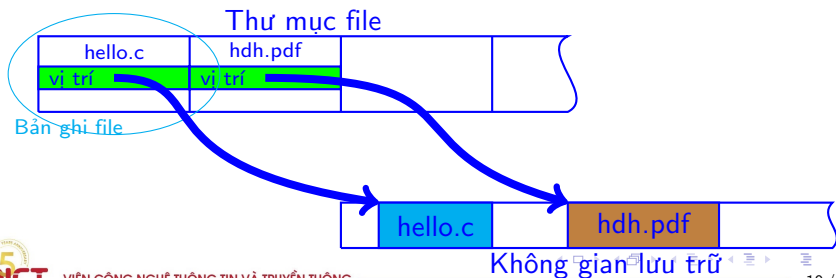 Thư mục file
hello.c hdh.pdf
vị trí vị trí
Bản ghi file
hello.c hdh.pdf
Không gian lưu trữ
VIỆN CÔNG NGHỆ THÔNG TIN VÀ TRUYỀN THÔNG